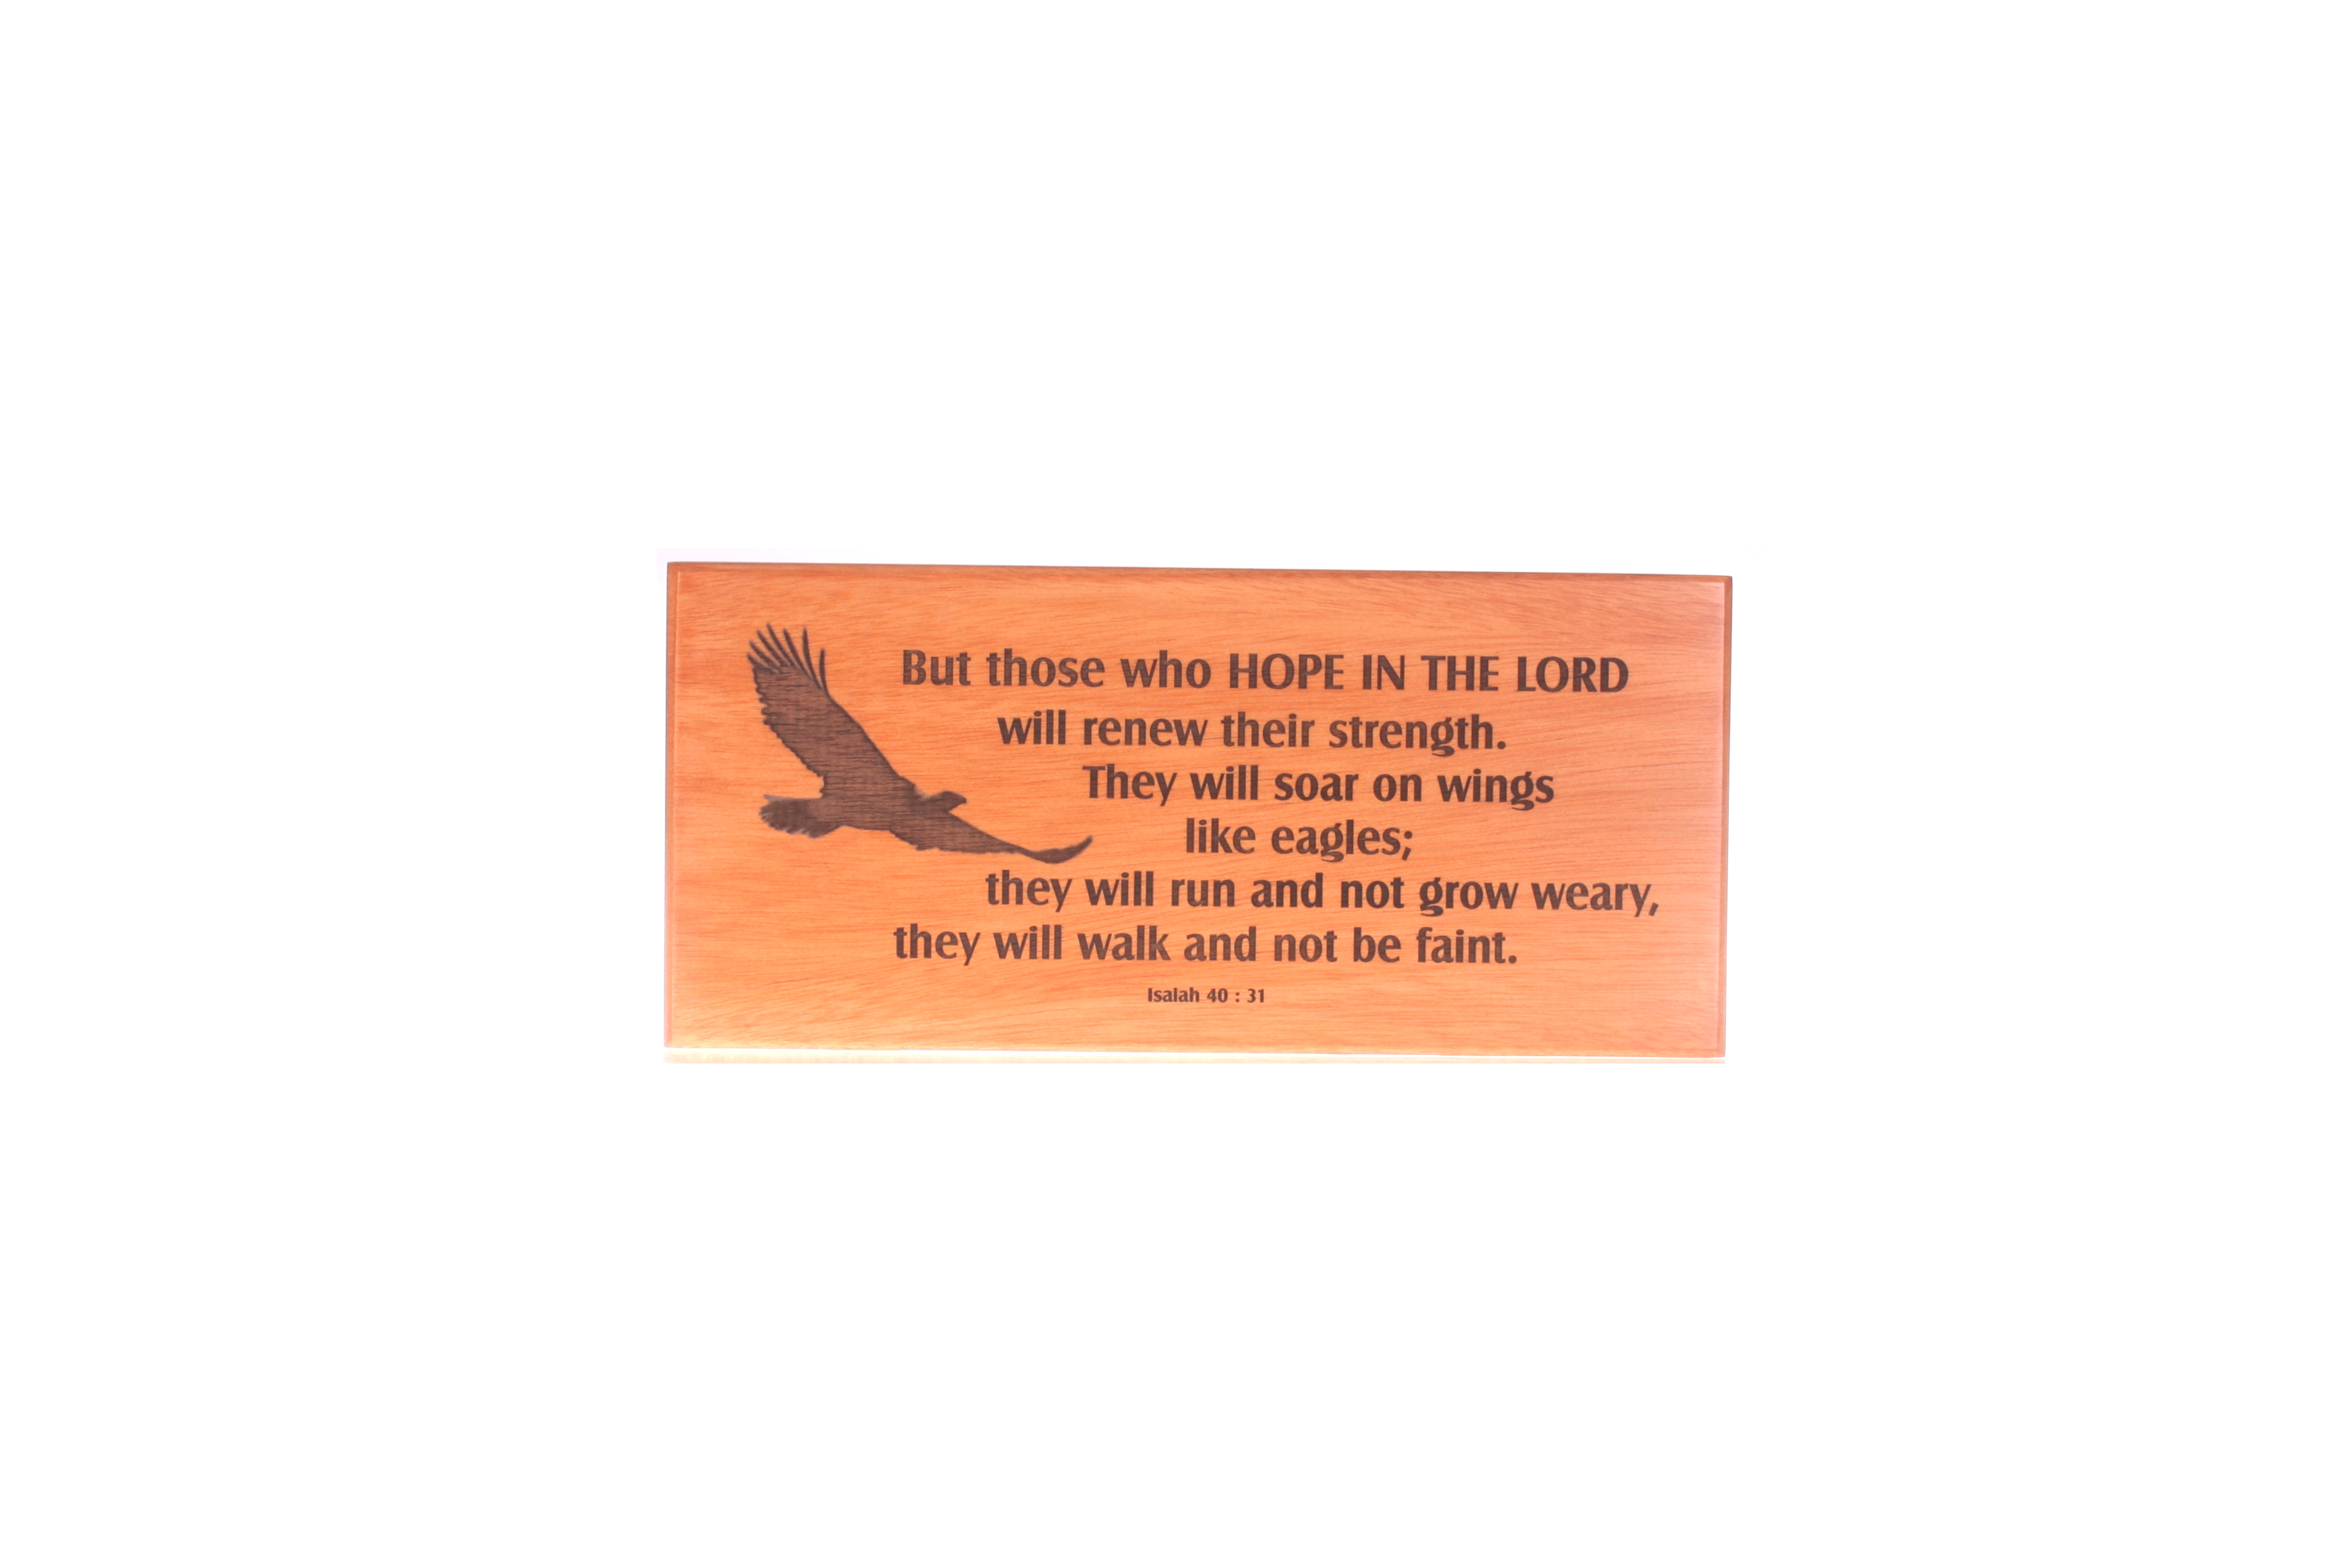 But those who HOPE IN THE LORD
will renew their strength.
They will soar on wings
like eagles;
they will run and not grow weary,
they will walk and not be faint.
Isaiah 40 : 31